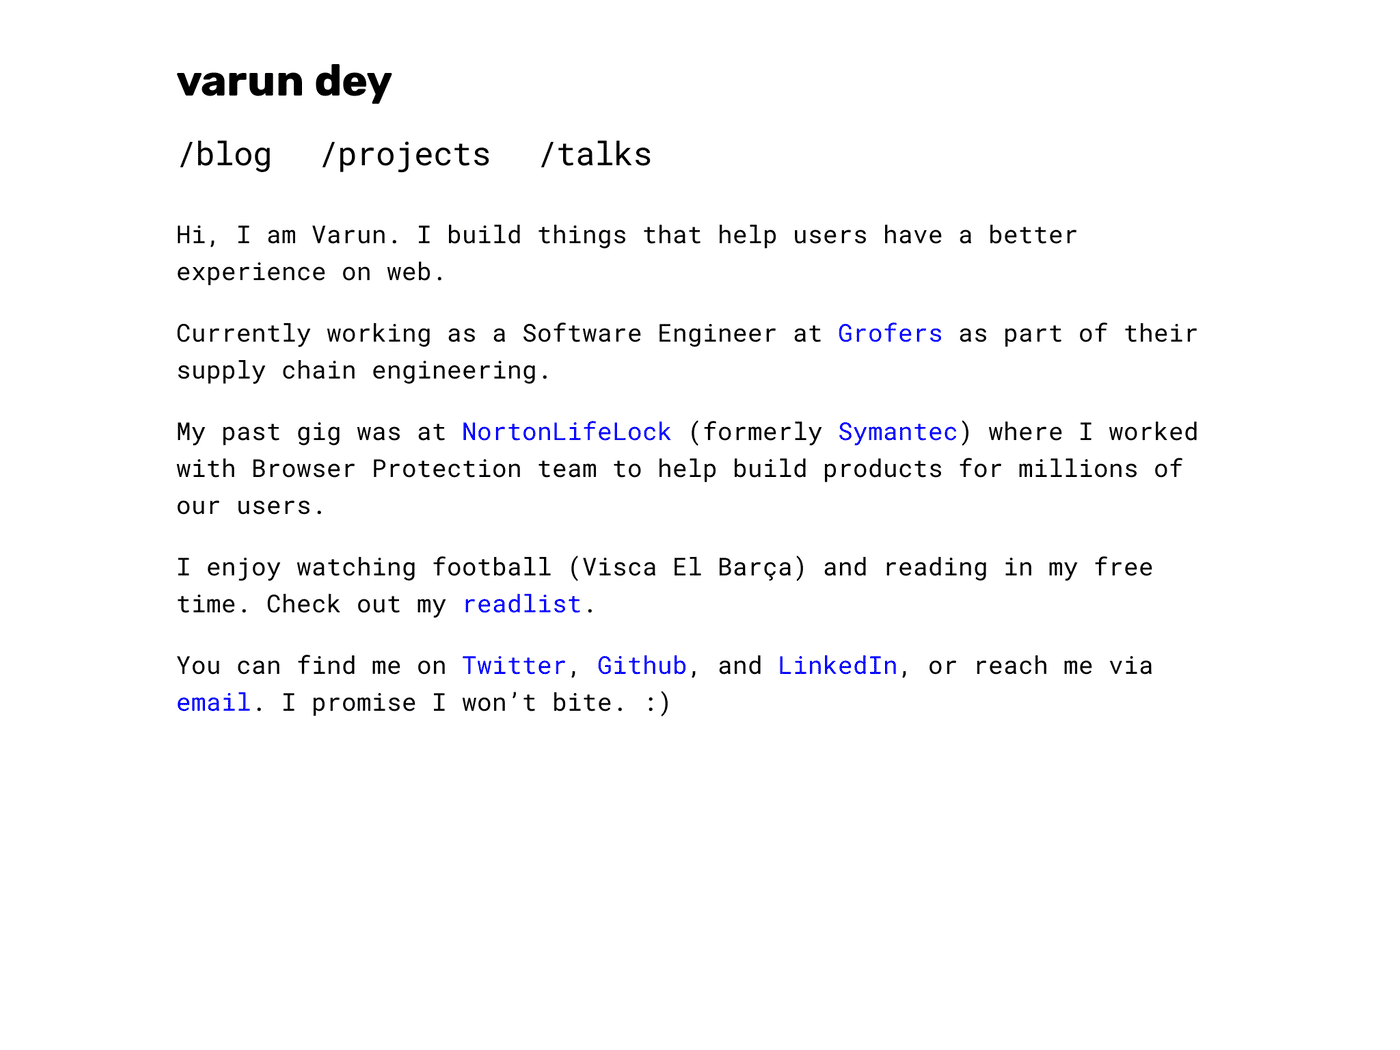 varun dey
/blog /projects /talks
Hi, I am Varun. I build things that help users have a better
experience on web.
Currently working as a Software Engineer at Grofers as part of their
supply chain engineering.
My past gig was at NortonLifeLock (formerly Symantec) where I worked
with Browser Protection team to help build products for millions of
our users.
I enjoy watching football (Visca El Barça) and reading in my free
time. Check out my readlist.
You can find me on Twitter, Github, and LinkedIn, or reach me via
email. I promise I won’t bite. :)